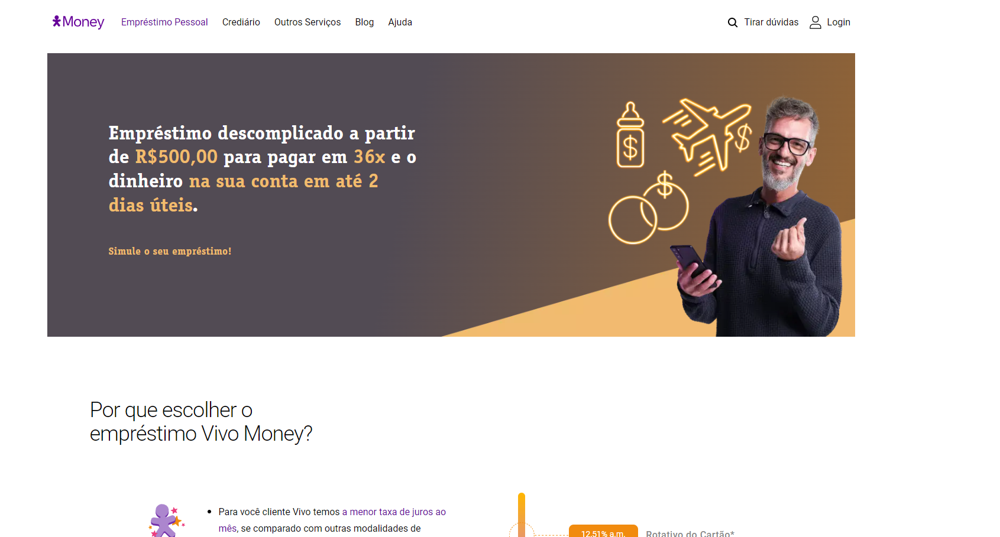 Money
Empréstimo Pessoal
Crediário
Outros Serviços
Blog
Ajuda
Tirar dúvidas
Login
Empréstimo descomplicado a partir
de R$500,00 para pagar em 36x e o
dinheiro na sua conta em até 2
dias úteis.
Simule o seu empréstimo!
$
$
$
Por que escolher o
empréstimo Vivo Money?
Para você cliente Vivo temos a menor taxa de juros ao
mês, se comparado com outras modalidades de
12,51% a.m.
Rotativo do Cartão*